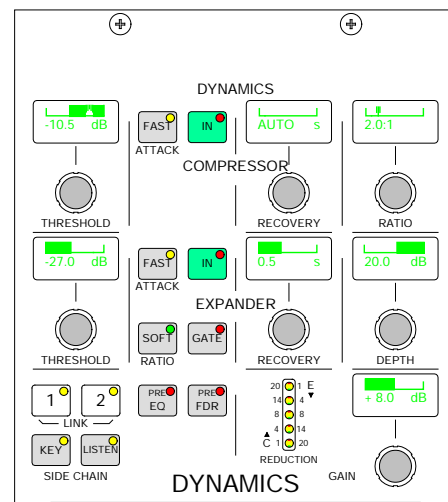 DYNAMICS
-10.5 dB
FAST
IN
AUTO s
2.0:1
ATTACK
COMPRESSOR
THRESHOLD
RECOVERY
RATIO
-27.0 dB
FAST
IN
0.5 s
20.0 dB
ATTACK
EXPANDER
SOFT
GATE
THRESHOLD
RATIO
RECOVERY
DEPTH
1
2
LINK
PRE EQ
PRE FDR
20 1 E
14 4
8 8
4 14
C 1 20
+ 8.0 dB
KEY
LISTEN
REDUCTION
SIDE CHAIN
DYNAMICS
GAIN